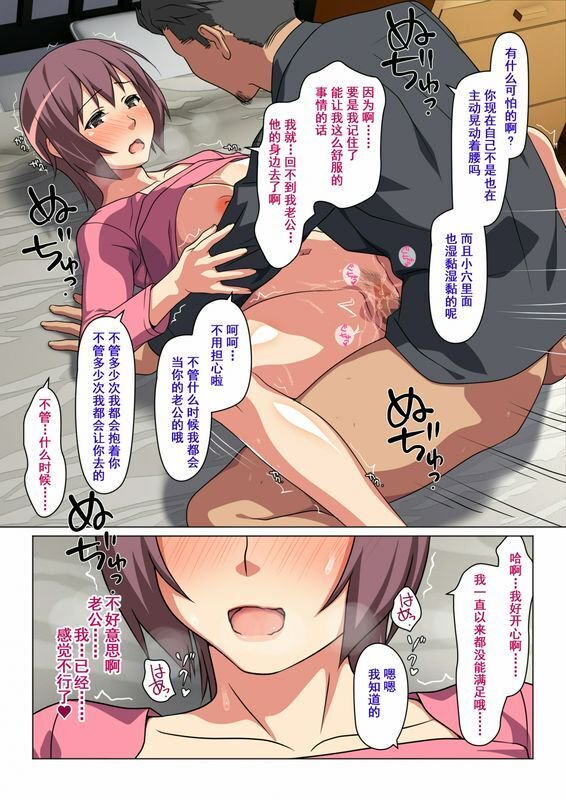 有什么可怕的啊？
你现在自己不是也在
主动晃动着腰吗
而且小穴里面
也湿黏湿黏的呢
因为啊……
要是我记住了
能让我这么舒服的
事情的话
我就……回不到我老公…
他的身边去了啊
呵呵…
不用担心啦
不管什么时候我都会
当你的老公的哦
不管多少次我都会抱着你
不管多少次我都会让你去的
不管…什么时候……
ぬぢゅっ
ぬぢゅっ
ぬぢゅっ
ぬぢゅっ
哈啊…我好开心啊……
我一直以来都没能满足哦……
嗯嗯
我知道的
はぁっ
はぁっ
不好意思啊
老公……
我…已经……
感觉不行了♥